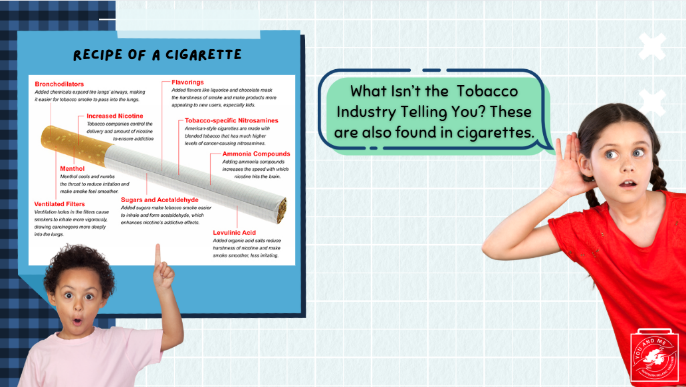 RECIPE OF A CIGARETTE
Bronchodilators
Added chemicals expand the lungs' airways, making
it easier for tobacco smoke to pass into the lungs.
Flavorings
Added flavors like liquorice and chocolate mask
the harshness of smoke and make products more
appealing to new users, especially kids.
Increased Nicotine
Tobacco companies control the
delivery and amount of nicotine
to ensure addiction.
Tobacco-specific Nitrosamines
American-style cigarettes are made with
blended tobacco that has much higher
levels of cancer-causing nitrosamines.
Ammonia Compounds
Adding ammonia compounds
increases the speed with which
nicotine hits the brain.
Menthol
Menthol cools and numbs
the throat to reduce irritation and
make smoke feel smoother.
Sugars and Acetaldehyde
Added sugars make tobacco smoke easier
to inhale and form acetaldehyde, which
enhances nicotine's addictive effects.
Ventilated Filters
Ventilation holes in the filters cause
smokers to inhale more vigorously,
drawing carcinogens more deeply
into the lungs.
Levulinic Acid
Added organic acid salts reduce
harshness of nicotine and make
smoke smoother, less irritating.
What Isn't the Tobacco
Industry Telling You? These
are also found in cigarettes.
YOU AND ME